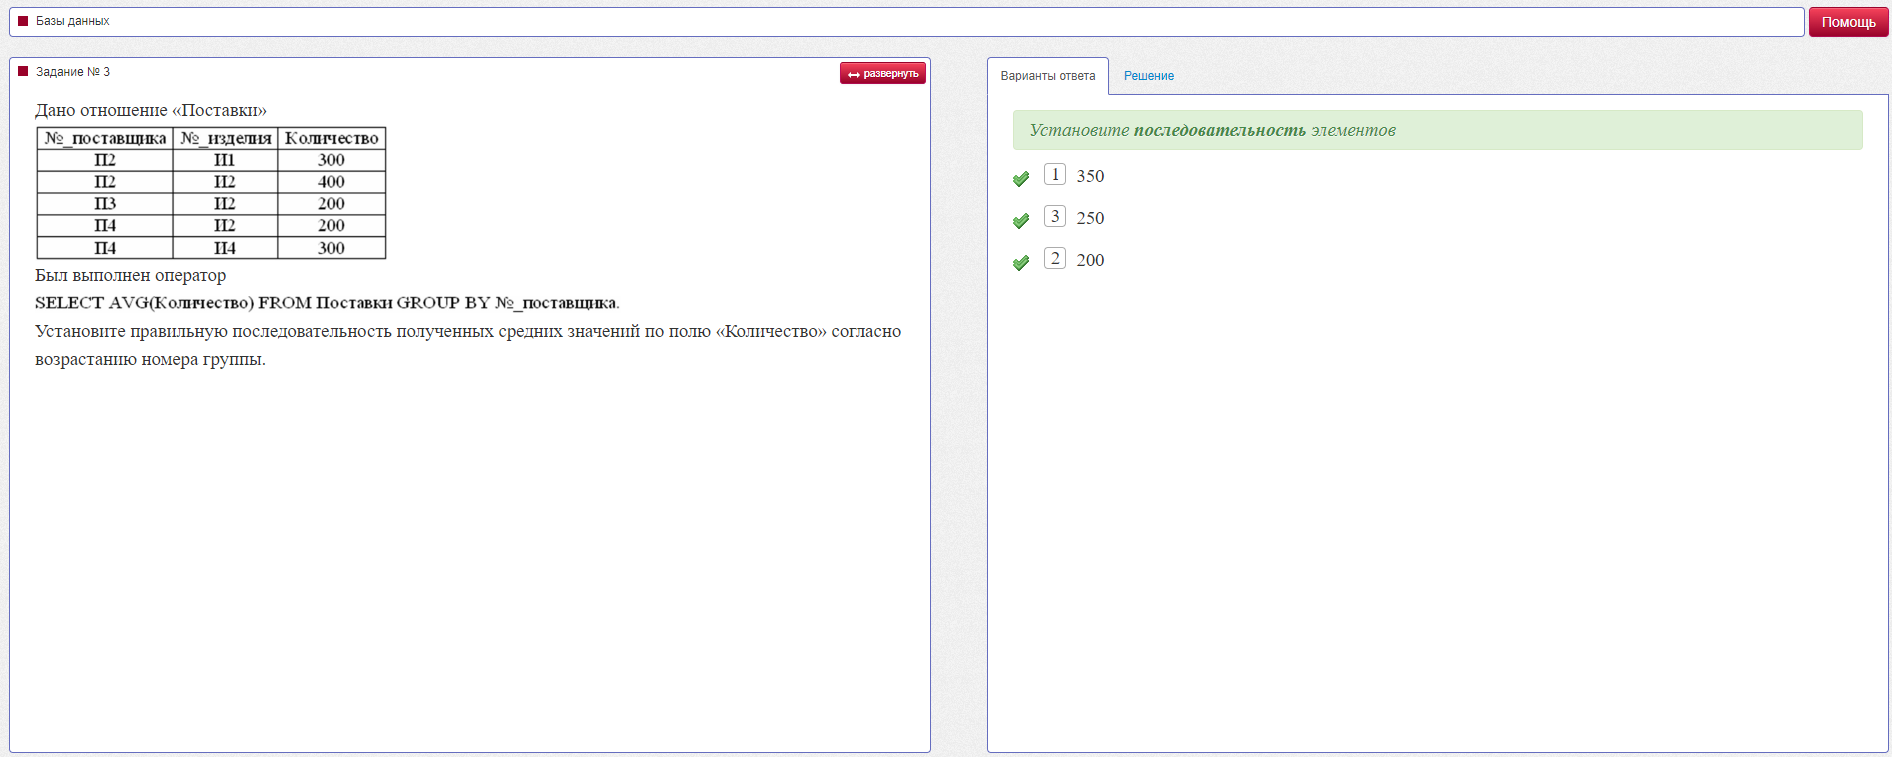 Базы данных
Помощь
Задание № 3
развернуть
Дано отношение «Поставки»
№_поставщика №_изделия Количество
П2 И1 300
П2 И2 400
П3 И2 200
П4 И2 200
П4 И4 300
Был выполнен оператор
SELECT AVG(Количество) FROM Поставки GROUP BY №_поставщика.
Установите правильную последовательность полученных средних значений по полю «Количество» согласно
возрастанию номера группы.
Варианты ответа
Решение
Установите последовательность элементов
1 350
3 250
2 200